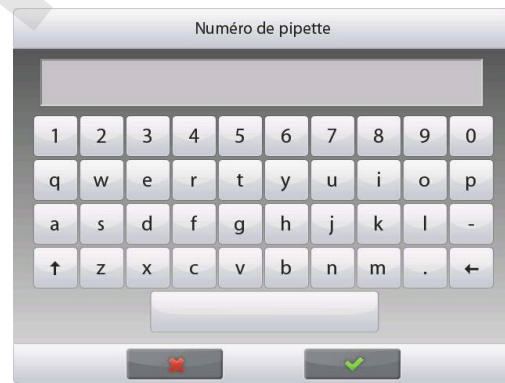 Numéro de pipette
1 2 3 4 5 6 7 8 9 0
q w e r t y u i o p
a s d f g h j k l -
↑ z x c v b n m . ←